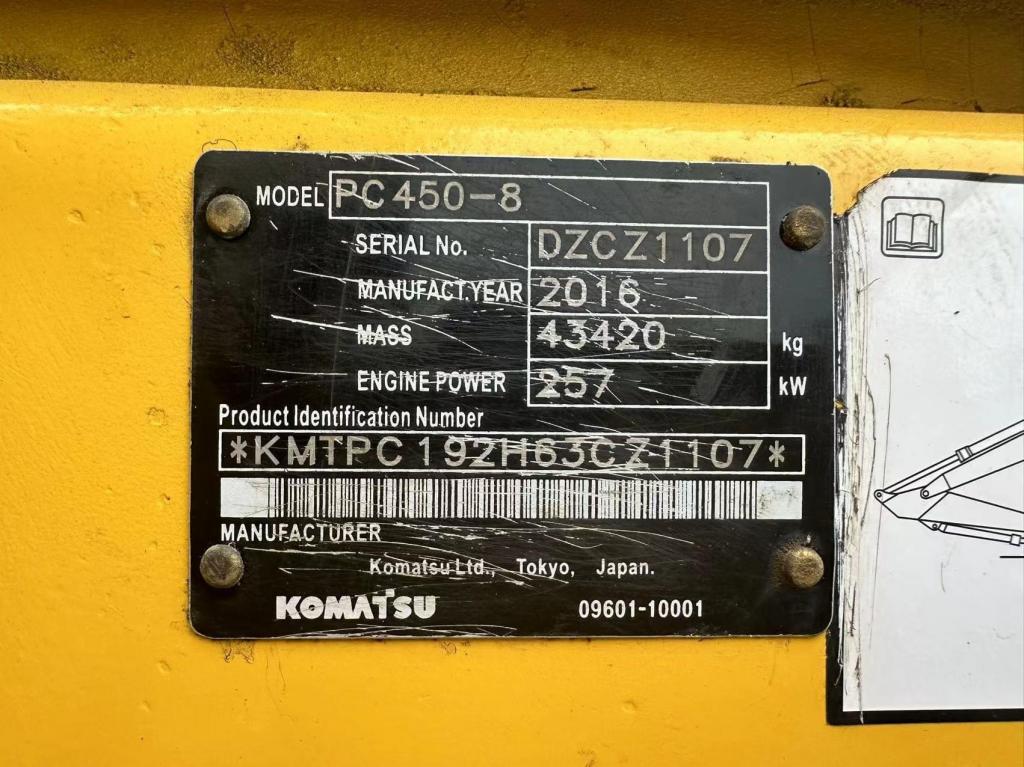 MODEL PC450-8
SERIAL No. DZCZ1107
MANUFACT.YEAR 2016
MASS 43420 kg
ENGINE POWER 257 kW
Product Identification Number
*KMTPC192H63CZ1107*
MANUFACTURER
Komatsu Ltd., Tokyo, Japan.
KOMATSU 09601-10001